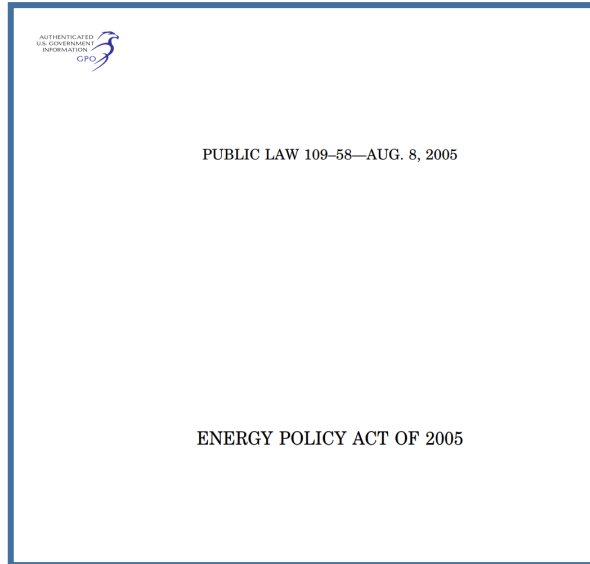 AUTHENTICATED
U.S. GOVERNMENT
INFORMATION
GPO
PUBLIC LAW 109–58—AUG. 8, 2005
ENERGY POLICY ACT OF 2005